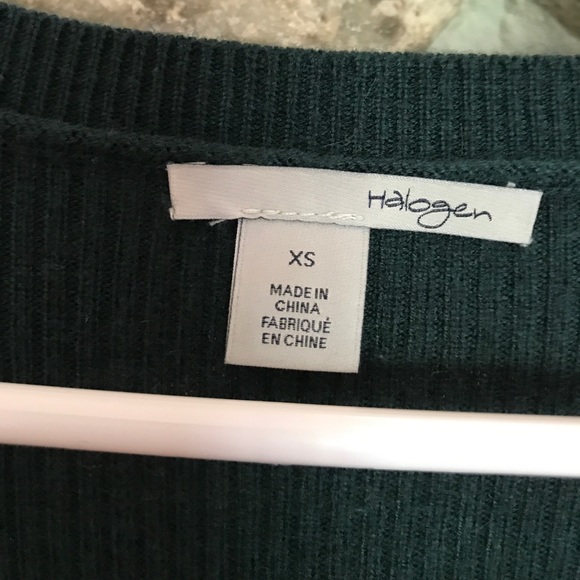 Halogen
XS
MADE IN
CHINA
FABRIQUÉ
EN CHINE